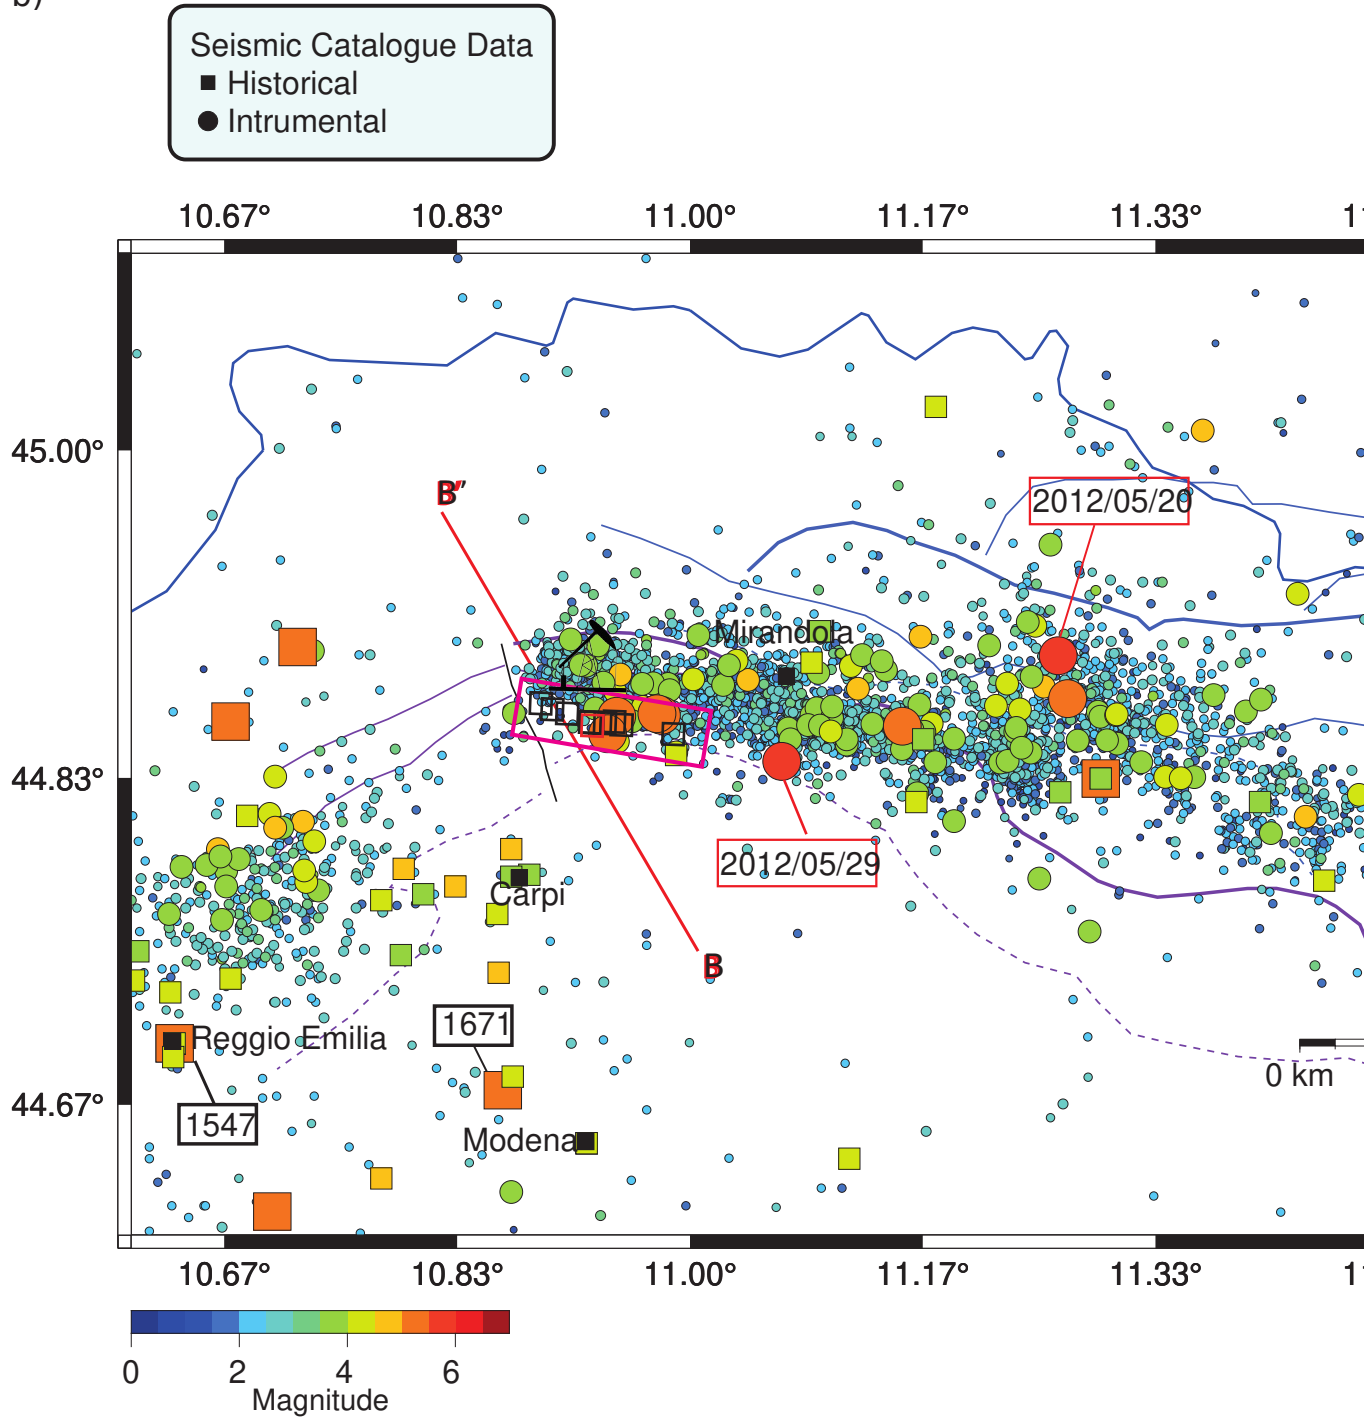 b)
Seismic Catalogue Data
Historical
Intrumental
10.67° 10.83° 11.00° 11.17° 11.33° 1
45.00°
B″
2012/05/20
Mirandola
44.83°
2012/05/29
Carpi
B
1671
Reggio Emilia
0 km
44.67°
1547
Modena
10.67° 10.83° 11.00° 11.17° 11.33° 1
0 2 4 6
Magnitude